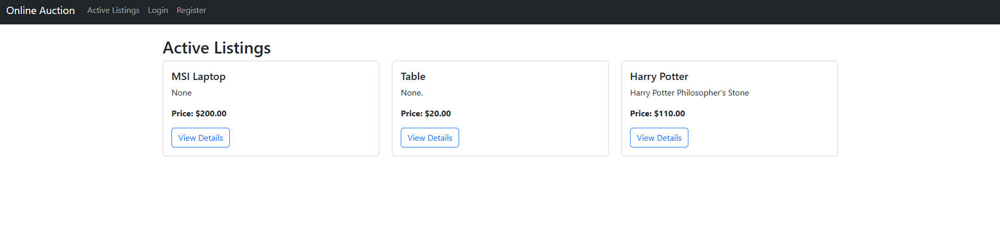 Online Auction Active Listings Login Register
Active Listings
MSI Laptop
None
Price: $200.00
View Details
Table
None.
Price: $20.00
View Details
Harry Potter
Harry Potter Philosopher's Stone
Price: $110.00
View Details